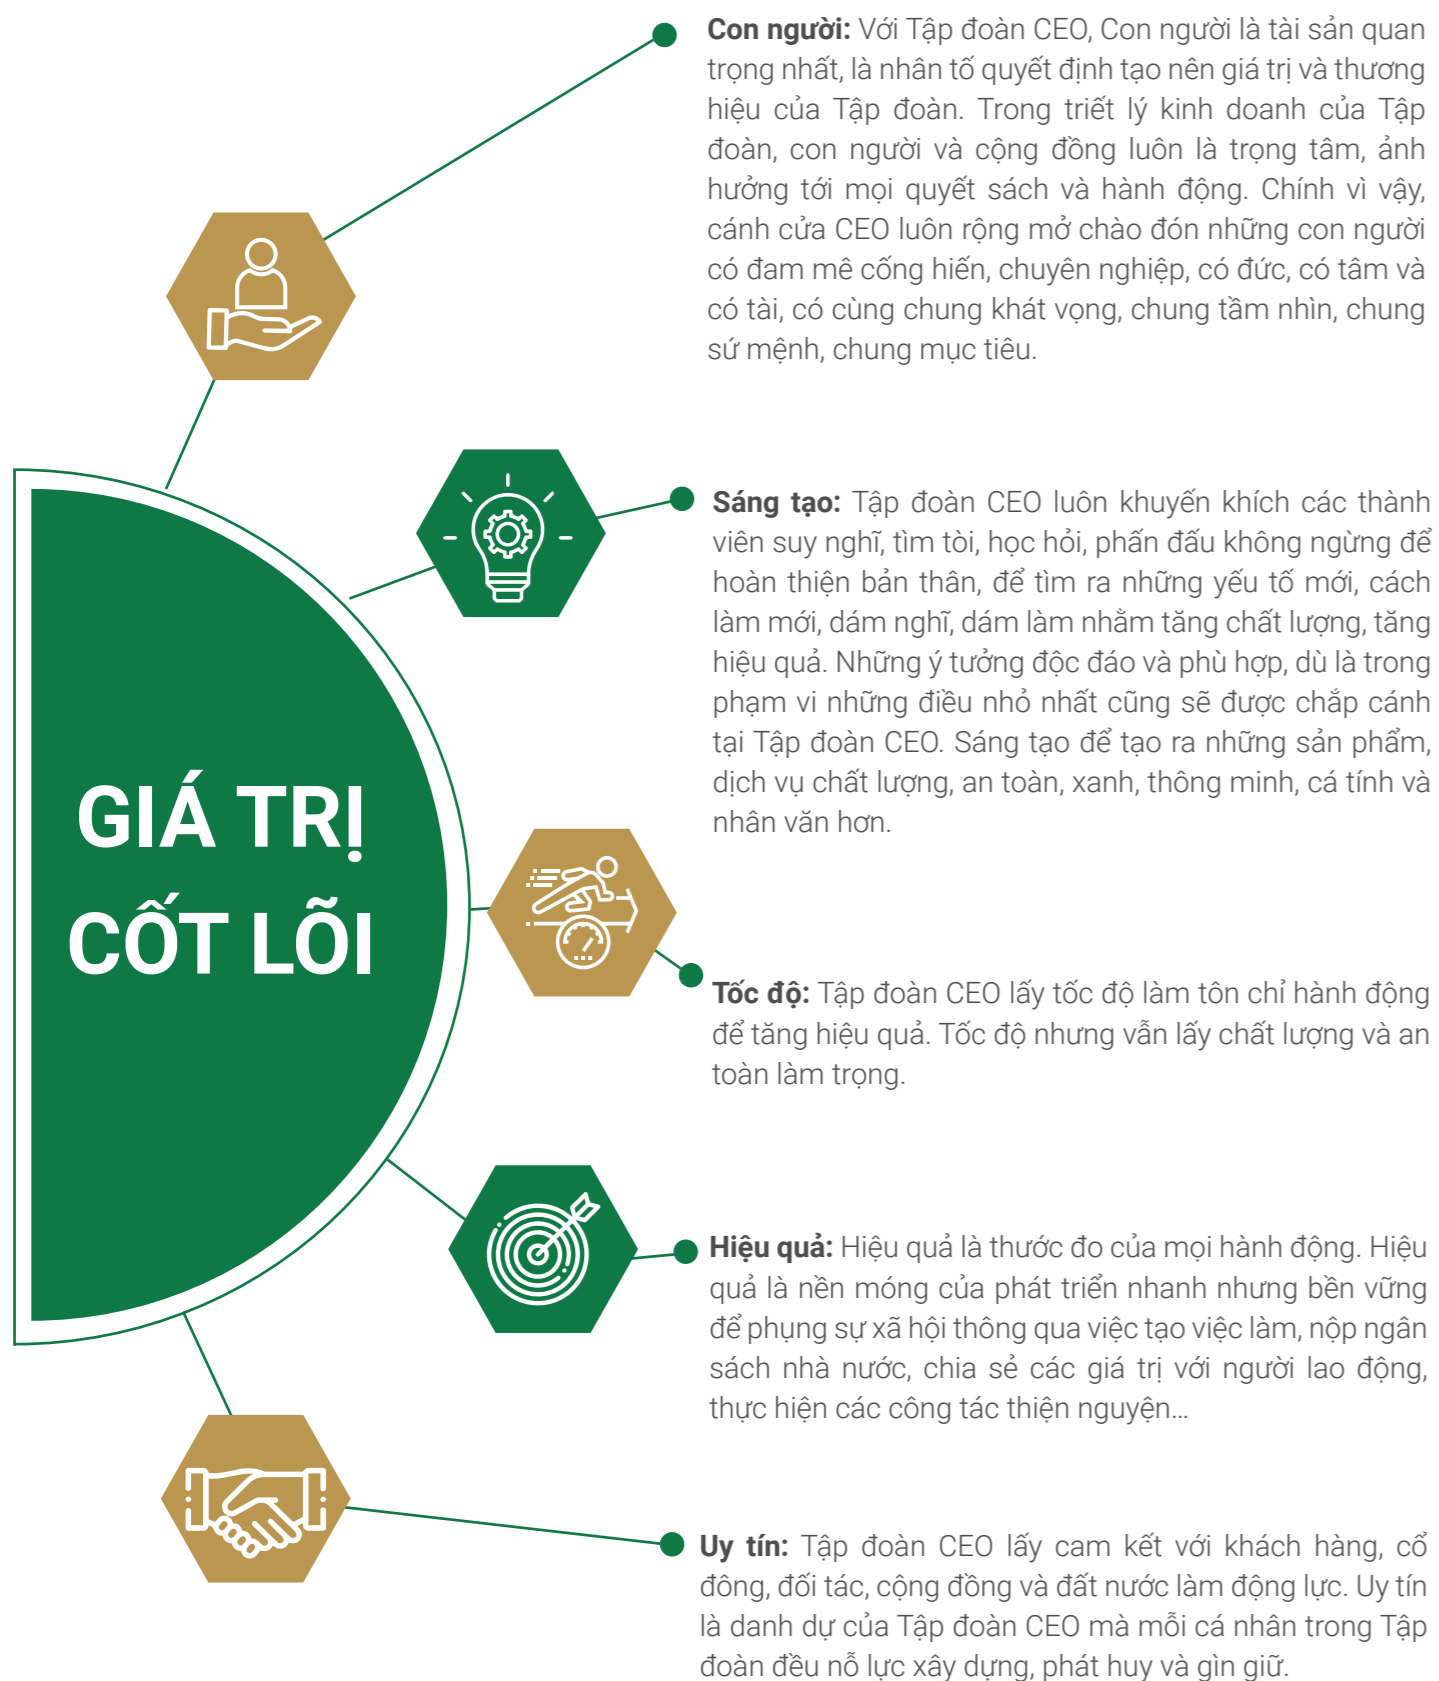 Con người: Với Tập đoàn CEO, Con người là tài sản quan
trọng nhất, là nhân tố quyết định tạo nên giá trị và thương
hiệu của Tập đoàn. Trong triết lý kinh doanh của Tập
đoàn, con người và cộng đồng luôn là trọng tâm, ảnh
hưởng tới mọi quyết sách và hành động. Chính vì vậy,
cánh cửa CEO luôn rộng mở chào đón những con người
có đam mê cống hiến, chuyên nghiệp, có đức, có tâm và
có tài, có cùng chung khát vọng, chung tầm nhìn, chung
sứ mệnh, chung mục tiêu.
Sáng tạo: Tập đoàn CEO luôn khuyến khích các thành
viên suy nghĩ, tìm tòi, học hỏi, phấn đấu không ngừng để
hoàn thiện bản thân, để tìm ra những yếu tố mới, cách
làm mới, dám nghĩ, dám làm nhằm tăng chất lượng, tăng
hiệu quả. Những ý tưởng độc đáo và phù hợp, dù là trong
phạm vi những điều nhỏ nhất cũng sẽ được chắp cánh
tại Tập đoàn CEO. Sáng tạo để tạo ra những sản phẩm,
dịch vụ chất lượng, an toàn, xanh, thông minh, cá tính và
nhân văn hơn.
GIÁ TRỊ
CỐT LÕI
Tốc độ: Tập đoàn CEO lấy tốc độ làm tôn chỉ hành động
để tăng hiệu quả. Tốc độ nhưng vẫn lấy chất lượng và an
toàn làm trọng.
Hiệu quả: Hiệu quả là thước đo của mọi hành động. Hiệu
quả là nền móng của phát triển nhanh nhưng bền vững
để phụng sự xã hội thông qua việc tạo việc làm, nộp ngân
sách nhà nước, chia sẻ các giá trị với người lao động,
thực hiện các công tác thiện nguyện...
Uy tín: Tập đoàn CEO lấy cam kết với khách hàng, cổ
đông, đối tác, cộng đồng và đất nước làm động lực. Uy tín
là danh dự của Tập đoàn CEO mà mỗi cá nhân trong Tập
đoàn đều nỗ lực xây dựng, phát huy và gìn giữ.